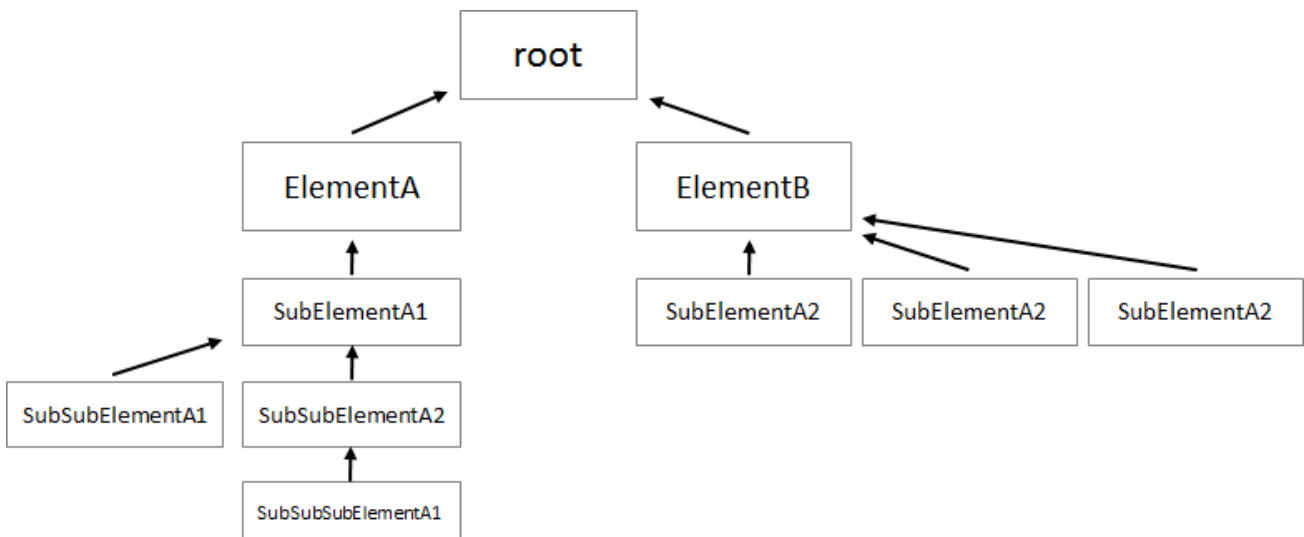 root
ElementA
ElementB
SubElementA1
SubElementA2
SubElementA2
SubElementA2
SubSubElementA1
SubSubElementA2
SubSubSubElementA1